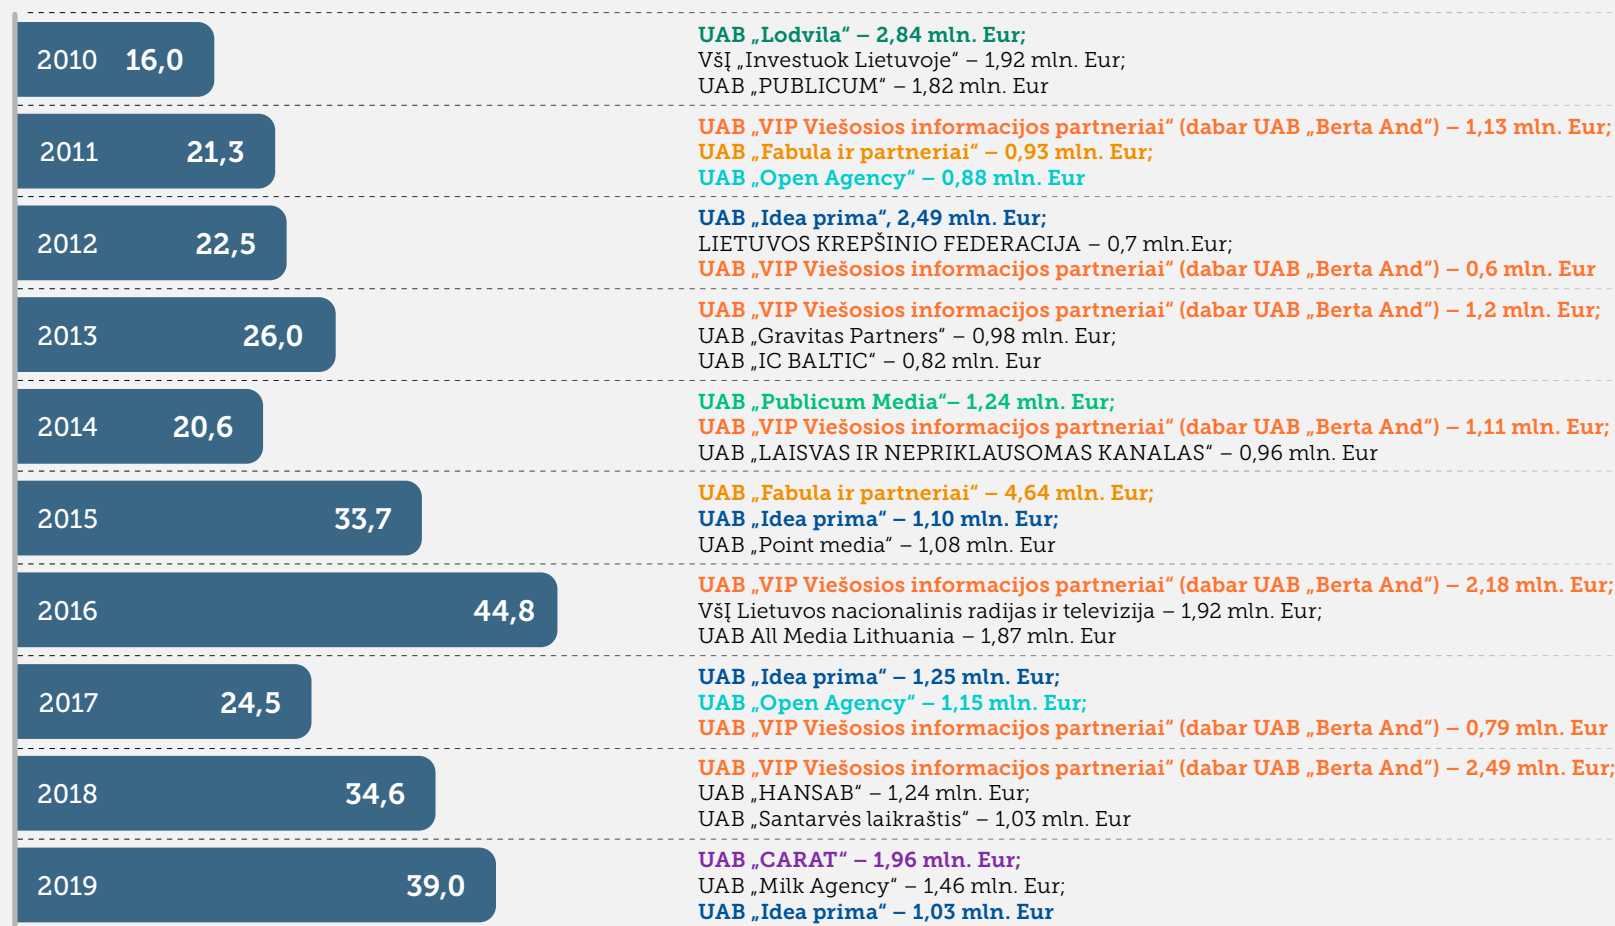 2010 16,0
UAB „Lodvila“ – 2,84 mln. Eur;
VšĮ „Investuok Lietuvoje“ – 1,92 mln. Eur;
UAB „PUBLICUM“ – 1,82 mln. Eur
2011 21,3
UAB „VIP Viešosios informacijos partneriai“ (dabar UAB „Berta And“) – 1,13 mln. Eur;
UAB „Fabula ir partneriai“ – 0,93 mln. Eur;
UAB „Open Agency“ – 0,88 mln. Eur
2012 22,5
UAB „Idea prima“, 2,49 mln. Eur;
LIETUVOS KREPŠINIO FEDERACIJA – 0,7 mln.Eur;
UAB „VIP Viešosios informacijos partneriai“ (dabar UAB „Berta And“) – 0,6 mln. Eur
2013 26,0
UAB „VIP Viešosios informacijos partneriai“ (dabar UAB „Berta And“) – 1,2 mln. Eur;
UAB „Gravitas Partners“ – 0,98 mln. Eur;
UAB „IC BALTIC“ – 0,82 mln. Eur
2014 20,6
UAB „Publicum Media“– 1,24 mln. Eur;
UAB „VIP Viešosios informacijos partneriai“ (dabar UAB „Berta And“) – 1,11 mln. Eur;
UAB „LAISVAS IR NEPRIKLAUSOMAS KANALAS“ – 0,96 mln. Eur
2015 33,7
UAB „Fabula ir partneriai“ – 4,64 mln. Eur;
UAB „Idea prima“ – 1,10 mln. Eur;
UAB „Point media“ – 1,08 mln. Eur
2016 44,8
UAB „VIP Viešosios informacijos partneriai“ (dabar UAB „Berta And“) – 2,18 mln. Eur;
VšĮ Lietuvos nacionalinis radijas ir televizija – 1,92 mln. Eur;
UAB All Media Lithuania – 1,87 mln. Eur
2017 24,5
UAB „Idea prima“ – 1,25 mln. Eur;
UAB „Open Agency“ – 1,15 mln. Eur;
UAB „VIP Viešosios informacijos partneriai“ (dabar UAB „Berta And“) – 0,79 mln. Eur
2018 34,6
UAB „VIP Viešosios informacijos partneriai“ (dabar UAB „Berta And“) – 2,49 mln. Eur;
UAB „HANSAB“ – 1,24 mln. Eur;
UAB „Santarvės laikraštis“ – 1,03 mln. Eur
2019 39,0
UAB „CARAT“ – 1,96 mln. Eur;
UAB „Milk Agency“ – 1,46 mln. Eur;
UAB „Idea prima“ – 1,03 mln. Eur